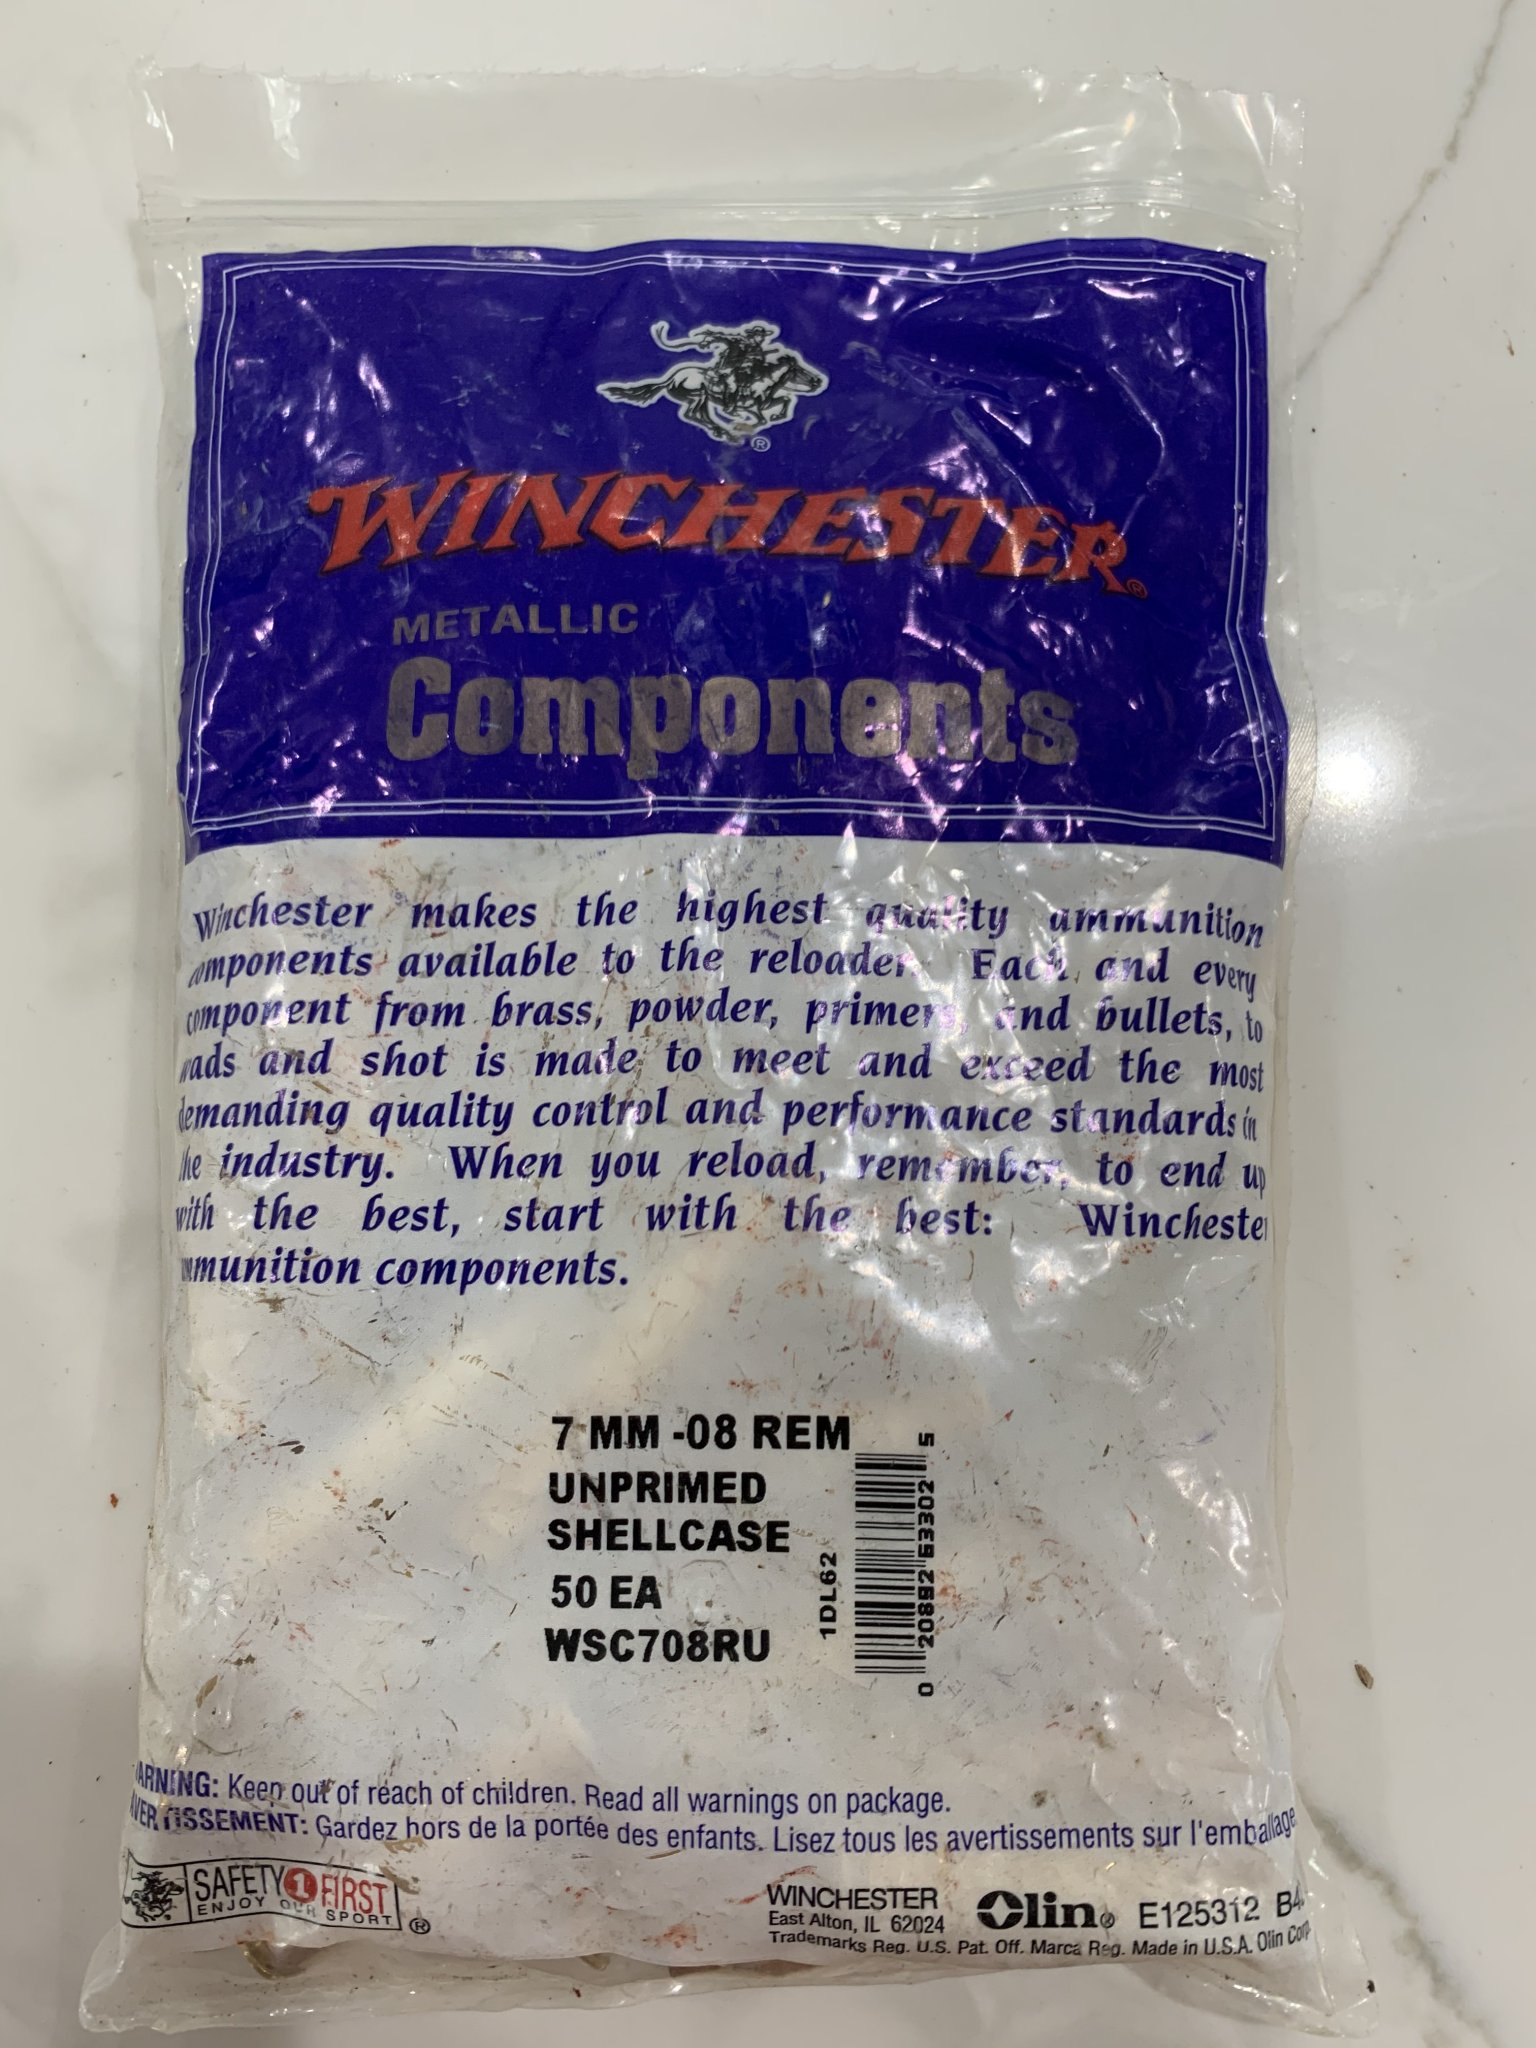 WINCHESTER®
METALLIC
Components
Winchester makes the highest quality ammunition
components available to the reloader. Each and every
component from brass, powder, primers, and bullets, to
wads and shot is made to meet and exceed the most
demanding quality control and performance standards in
the industry. When you reload, remember, to end up
with the best, start with the best: Winchester
ammunition components.
7 MM -08 REM
UNPRIMED
SHELLCASE
50 EA
WSC708RU
1DL62
0 20892 63302 5
WARNING: Keep out of reach of children. Read all warnings on package.
AVERTISSEMENT: Gardez hors de la portée des enfants. Lisez tous les avertissements sur l'emballage
SAFETY 1 FIRST
ENJOY OUR SPORT ®
WINCHESTER
East Alton, IL 62024
Olin® E125312
Trademarks Reg. U.S. Pat. Off. Marca Reg. Made in U.S.A. Olin Corp